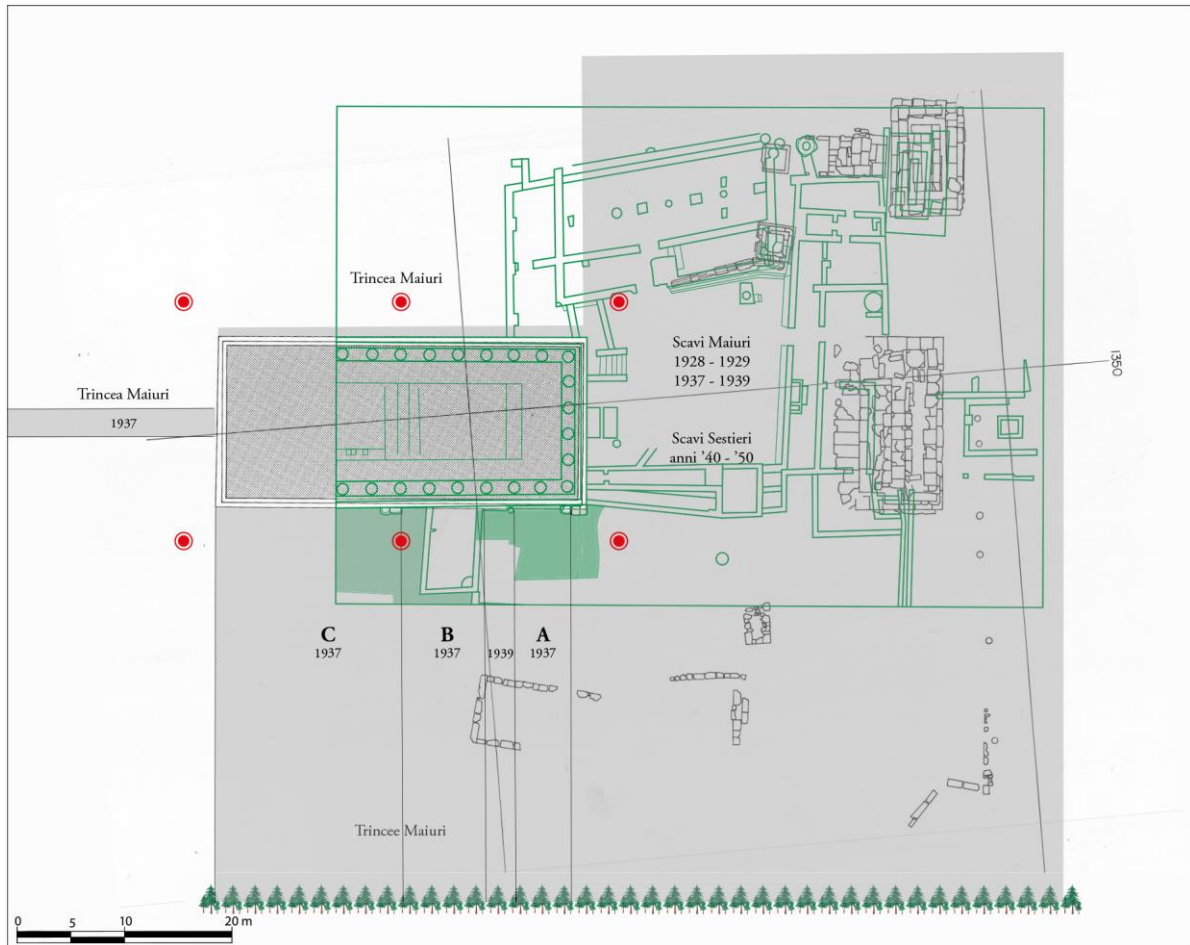 Trincea Maiuri
Scavi Maiuri
1928 - 1929
1937 - 1939
1350
Trincea Maiuri
1937
Scavi Sestieri
anni '40 - '50
C
1937
B
1937
1939
A
1937
Trincee Maiuri
0 5 10 20 m